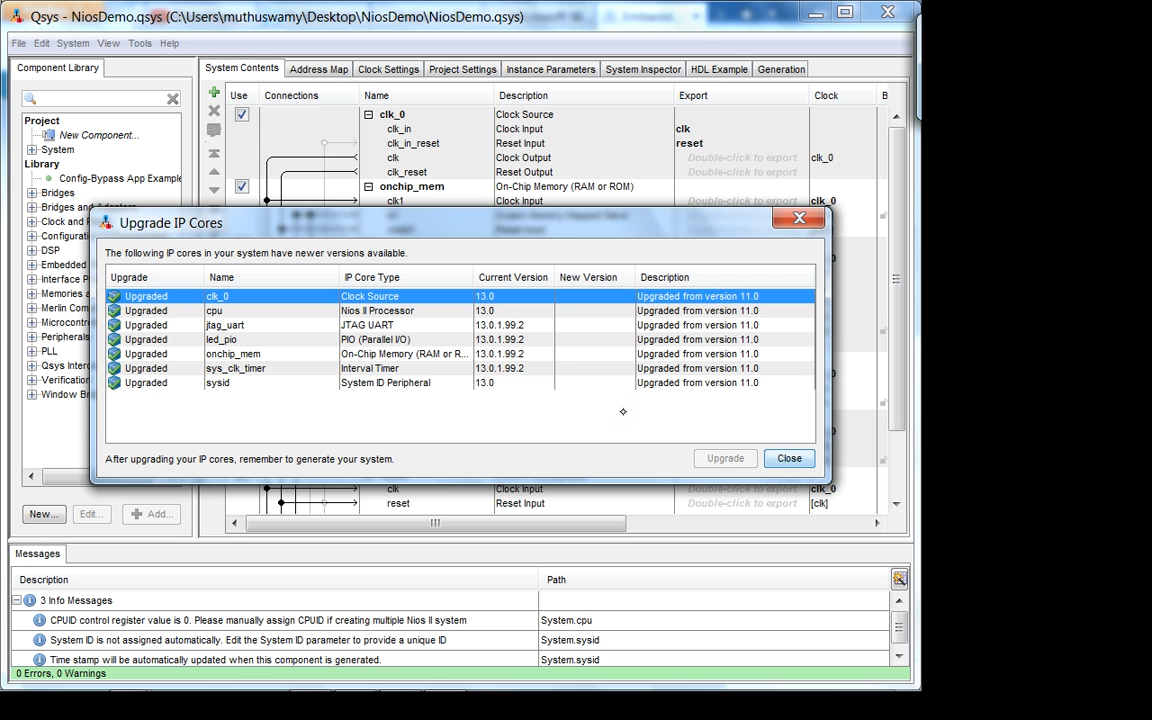 Qsys - NiosDemo.qsys (C:\Users\muthuswamy\Desktop\NiosDemo\NiosDemo.qsys)
File Edit System View Tools Help
Component Library
System Contents Address Map Clock Settings Project Settings Instance Parameters System Inspector HDL Example Generation
Project
New Component...
System
Library
Config-Bypass App Example
Bridges
Bridges and Adapters
Clock and
Configuratio
DSP
Embedded
Interface P
Memories a
Merlin Com
Microcontro
Peripherals
PLL
Qsys Interc
Verification
Window Br
New... Edit... Add...
Use Connections Name Description Export Clock B
clk_0 Clock Source
clk_in Clock Input clk
clk_in_reset Reset Input reset
clk Clock Output Double-click to export clk_0
clk_reset Reset Output Double-click to export
onchip_mem On-Chip Memory (RAM or ROM)
clk1 Clock Input Double-click to export clk_0
Upgrade IP Cores
The following IP cores in your system have newer versions available.
Upgrade Name IP Core Type Current Version New Version Description
Upgraded clk_0 Clock Source 13.0 Upgraded from version 11.0
Upgraded cpu Nios II Processor 13.0 Upgraded from version 11.0
Upgraded jtag_uart JTAG UART 13.0.1.99.2 Upgraded from version 11.0
Upgraded led_pio PIO (Parallel I/O) 13.0.1.99.2 Upgraded from version 11.0
Upgraded onchip_mem On-Chip Memory (RAM or R... 13.0.1.99.2 Upgraded from version 11.0
Upgraded sys_clk_timer Interval Timer 13.0.1.99.2 Upgraded from version 11.0
Upgraded sysid System ID Peripheral 13.0 Upgraded from version 11.0
After upgrading your IP cores, remember to generate your system.
Upgrade Close
clk Clock Input Double-click to export clk_0
reset Reset Input Double-click to export [clk]
Messages
Description Path
3 Info Messages
CPUID control register value is 0. Please manually assign CPUID if creating multiple Nios II system System.cpu
System ID is not assigned automatically. Edit the System ID parameter to provide a unique ID System.sysid
Time stamp will be automatically updated when this component is generated. System.sysid
0 Errors, 0 Warnings